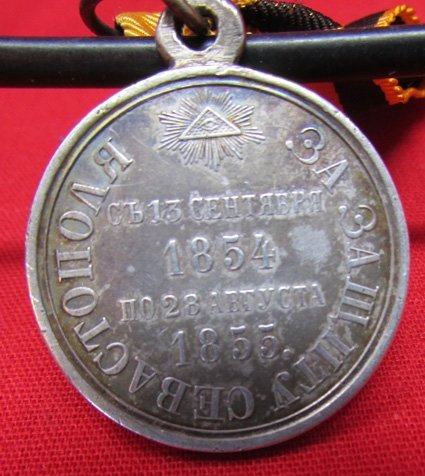 ЗА ЗАЩИТУ СЕВАСТОПОЛЯ
СЪ 13 СЕНТЯБРЯ
1854
ПО 28 АВГУСТА
1855.